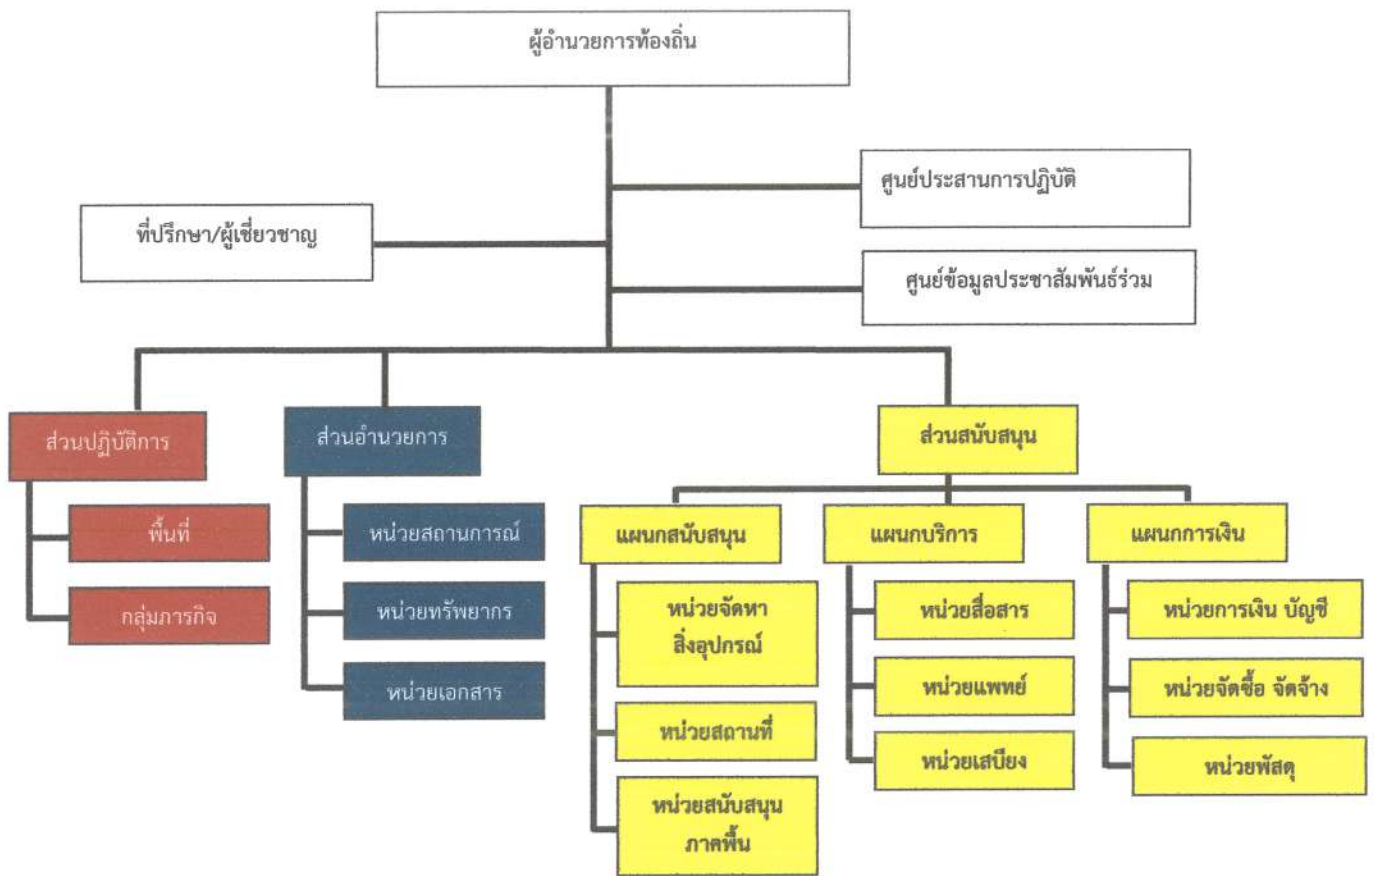 ผู้อำนวยการท้องถิ่น
ศูนย์ประสานการปฏิบัติ
ที่ปรึกษา/ผู้เชี่ยวชาญ
ศูนย์ข้อมูลประชาสัมพันธ์ร่วม
ส่วนปฏิบัติการ
พื้นที่
กลุ่มภารกิจ
ส่วนอำนวยการ
หน่วยสถานการณ์
หน่วยทรัพยากร
หน่วยเอกสาร
ส่วนสนับสนุน
แผนกสนับสนุน
หน่วยจัดหา
สิ่งอุปกรณ์
หน่วยสถานที่
หน่วยสนับสนุน
ภาคพื้น
แผนกบริการ
หน่วยสื่อสาร
หน่วยแพทย์
หน่วยเสบียง
แผนกการเงิน
หน่วยการเงิน บัญชี
หน่วยจัดซื้อ จัดจ้าง
หน่วยพัสดุ